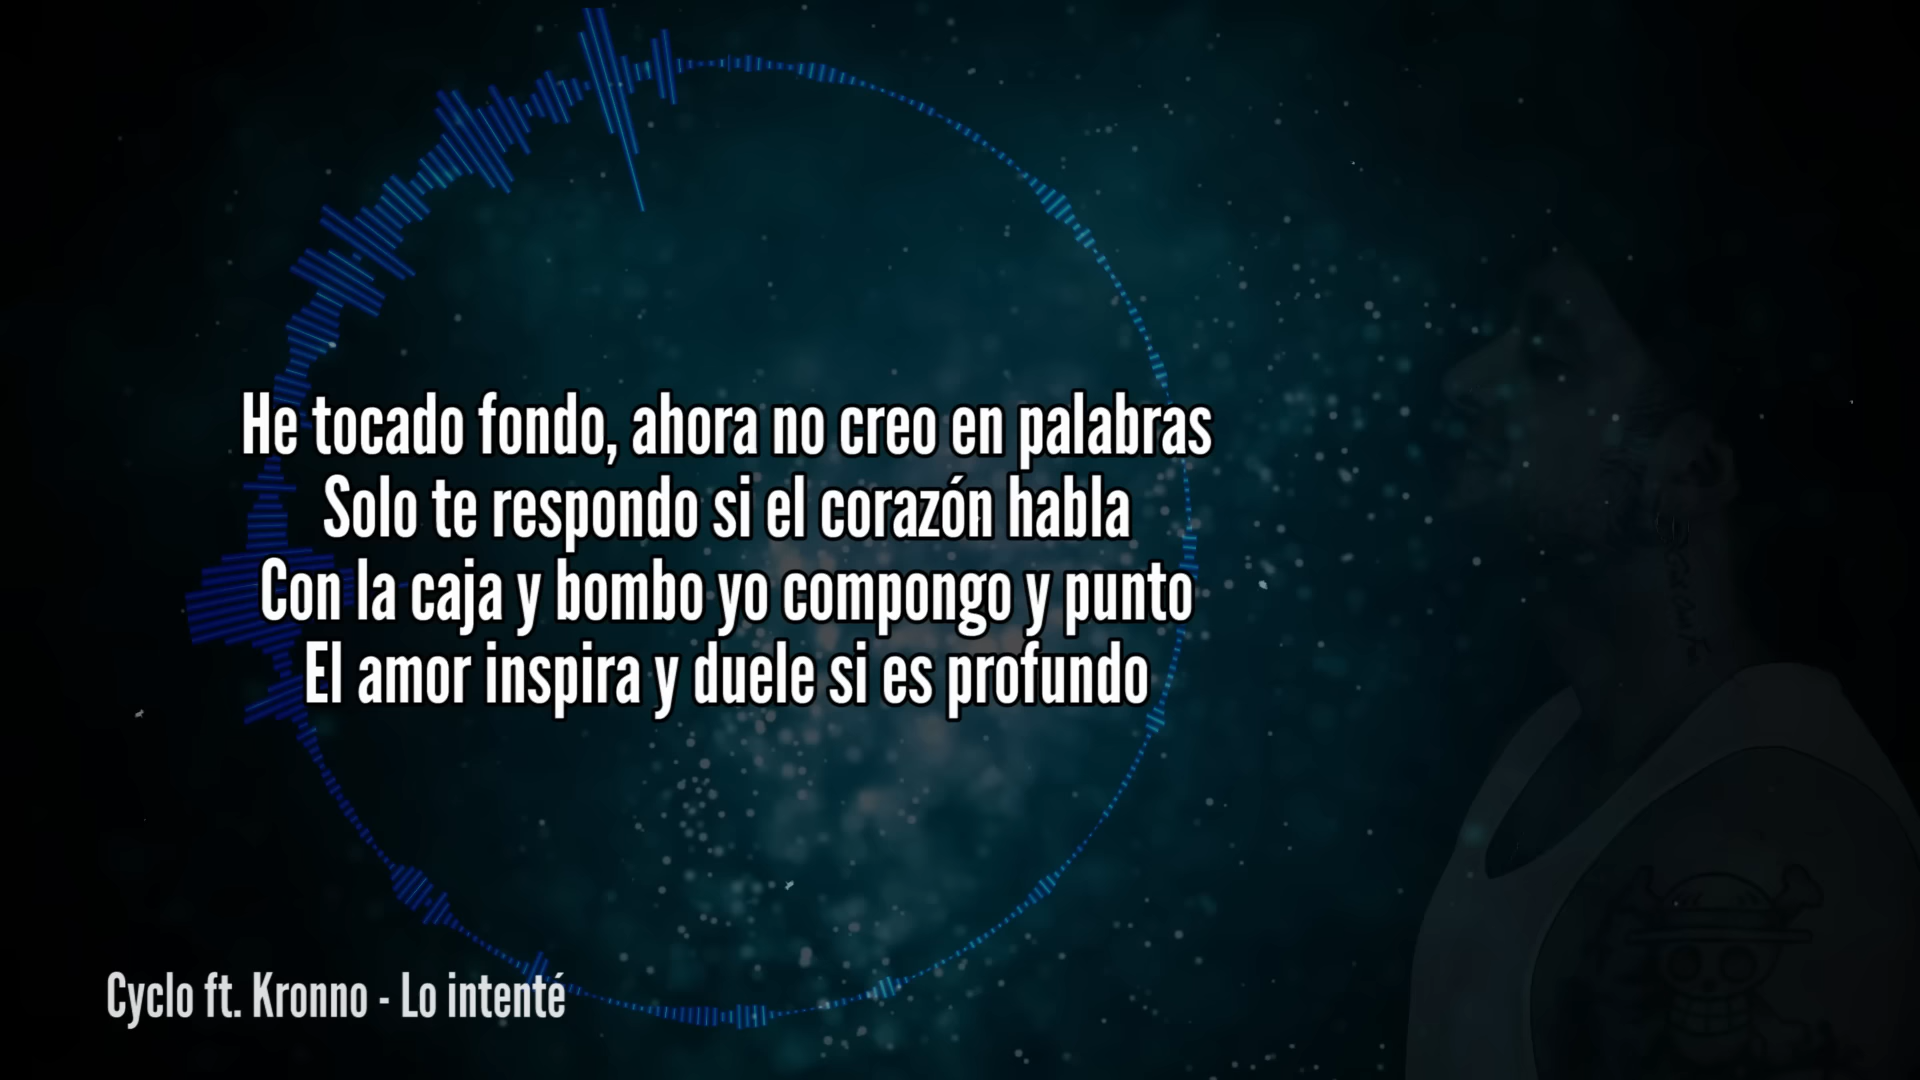 He tocado fondo, ahora no creo en palabras
Solo te respondo si el corazón habla
Con la caja y bombo yo compongo y punto
El amor inspira y duele si es profundo
Cyclo ft. Kronno - Lo intenté